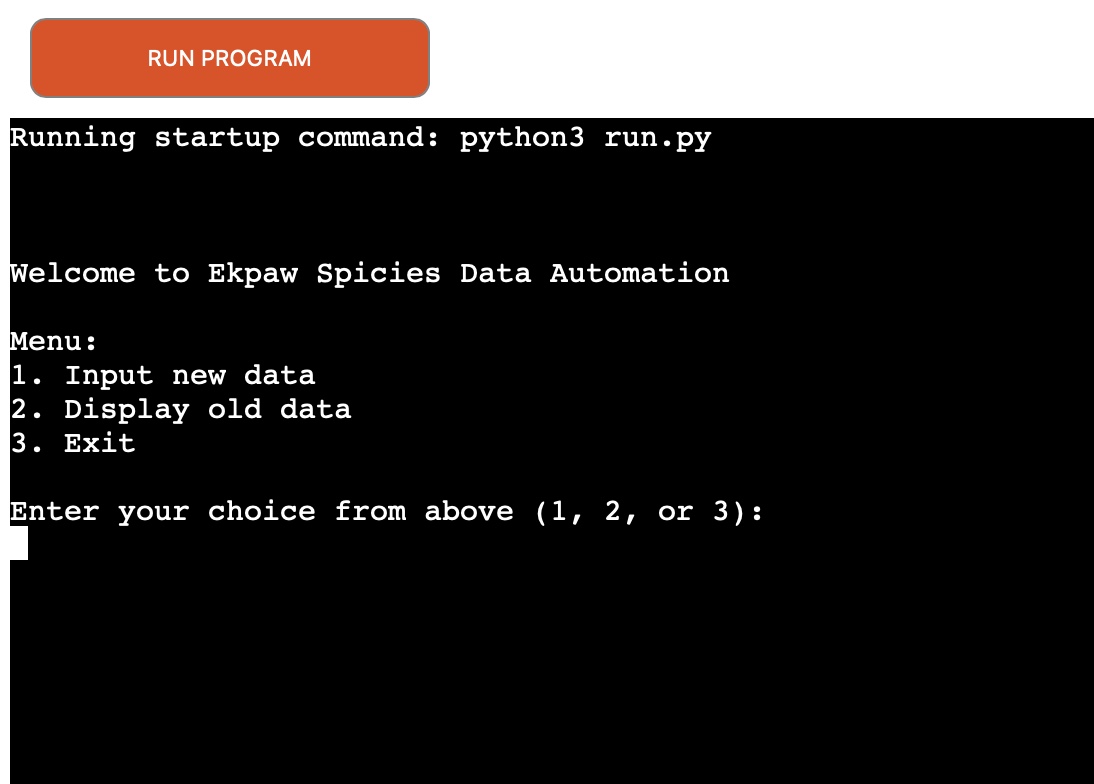 RUN PROGRAM
Running startup command: python3 run.py
Welcome to Ekpaw Spicies Data Automation
Menu:
1. Input new data
2. Display old data
3. Exit
Enter your choice from above (1, 2, or 3):